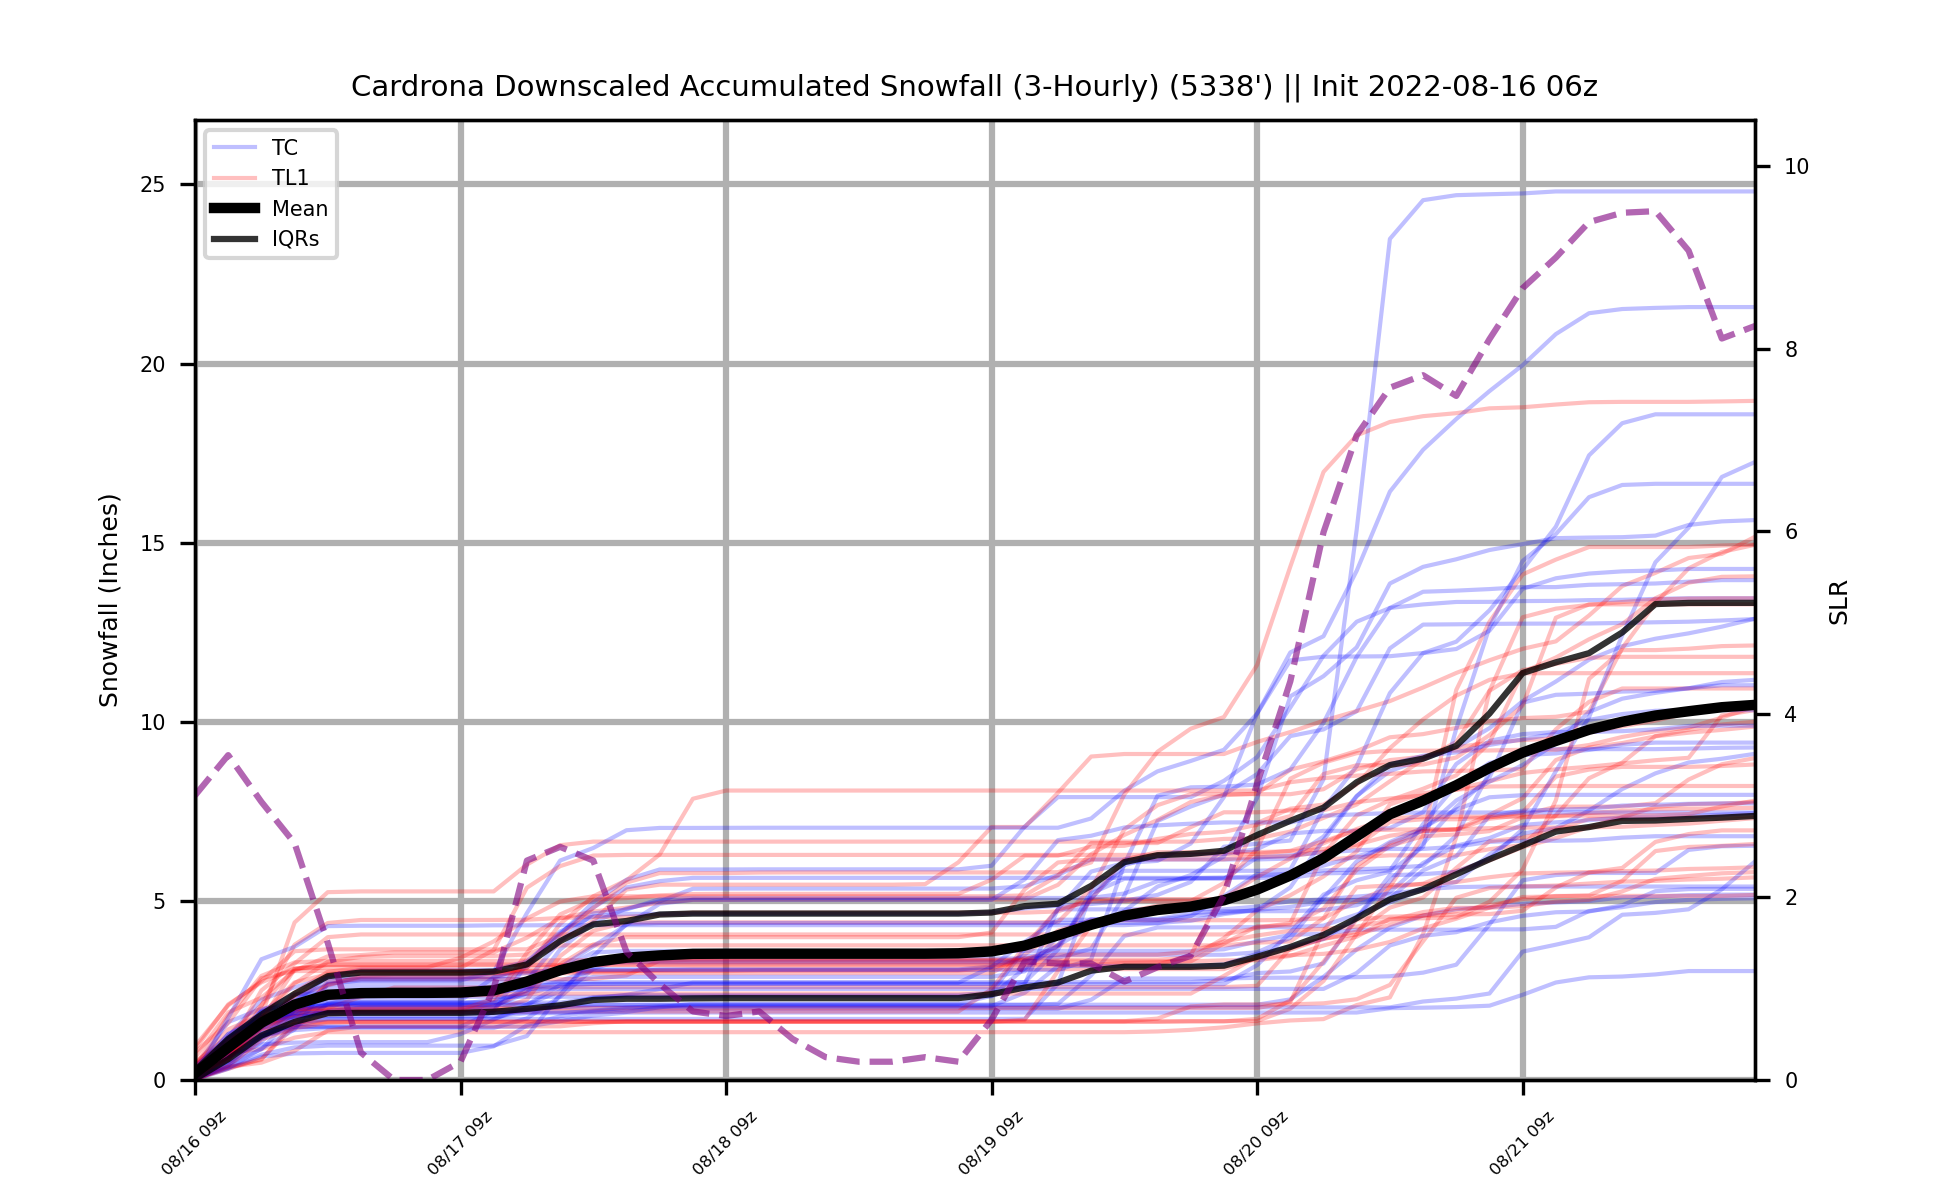 Cardrona Downscaled Accumulated Snowfall (3-Hourly) (5338') || Init 2022-08-16 06z
TC
TL1
Mean
IQRs
Snowfall (Inches)
25
20
15
10
5
0
10
8
6
4
2
0
SLR
08/16 09z
08/17 09z
08/18 09z
08/19 09z
08/20 09z
08/21 09z